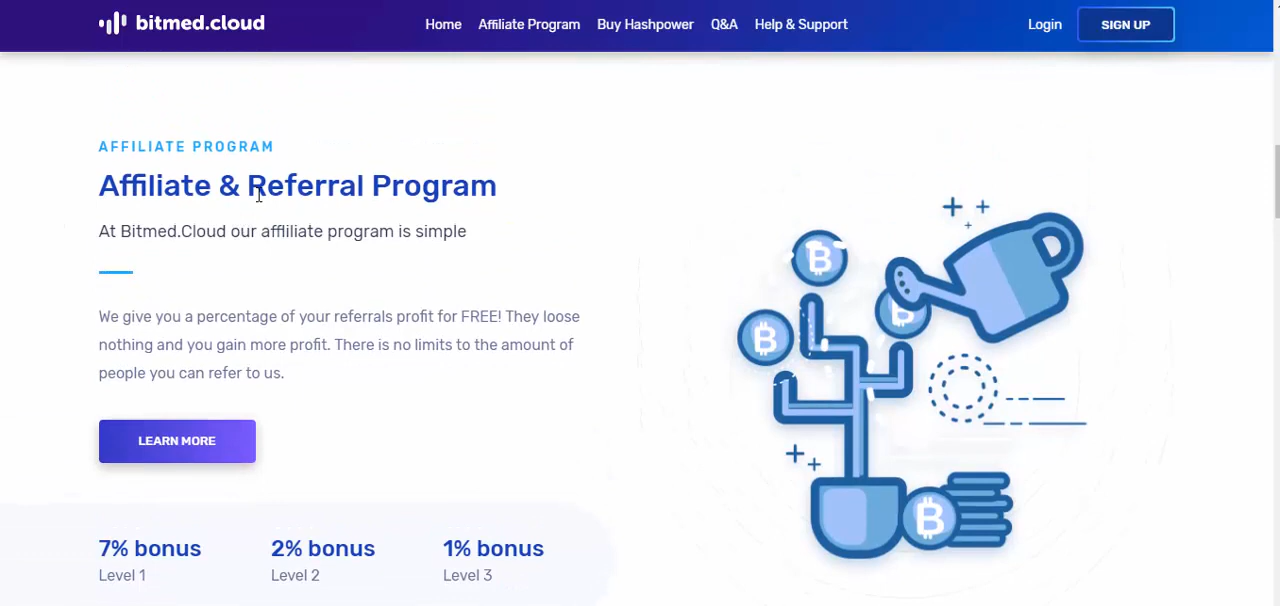 bitmed.cloud
Home Affiliate Program Buy Hashpower Q&A Help & Support Login SIGN UP
AFFILIATE PROGRAM
Affiliate & Referral Program
At Bitmed.Cloud our affliliate program is simple
We give you a percentage of your referrals profit for FREE! They loose
nothing and you gain more profit. There is no limits to the amount of
people you can refer to us.
LEARN MORE
7% bonus 2% bonus 1% bonus
Level 1 Level 2 Level 3